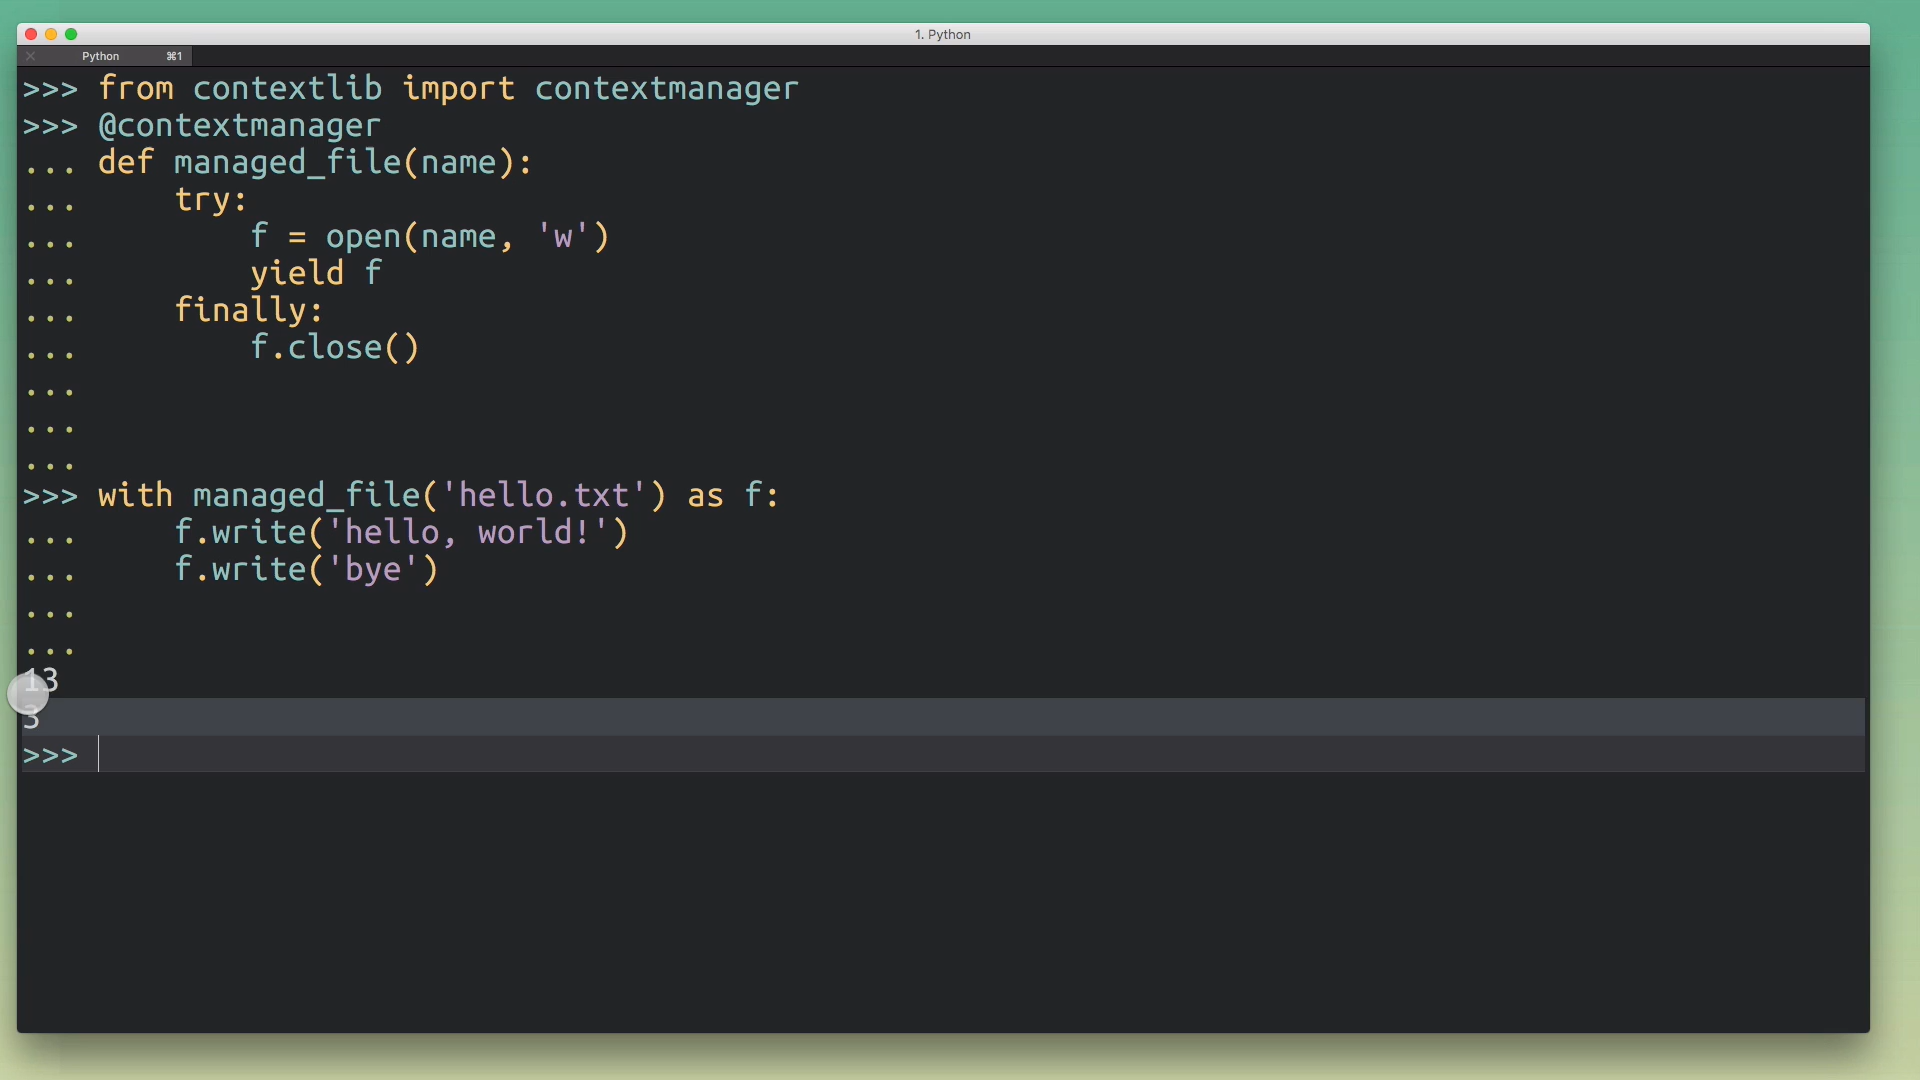 1. Python
Python ⌘1
>>> from contextlib import contextmanager
>>> @contextmanager
... def managed_file(name):
...     try:
...         f = open(name, 'w')
...         yield f
...     finally:
...         f.close()
...
...
...
>>> with managed_file('hello.txt') as f:
...     f.write('hello, world!')
...     f.write('bye')
...
...
13
3
>>>